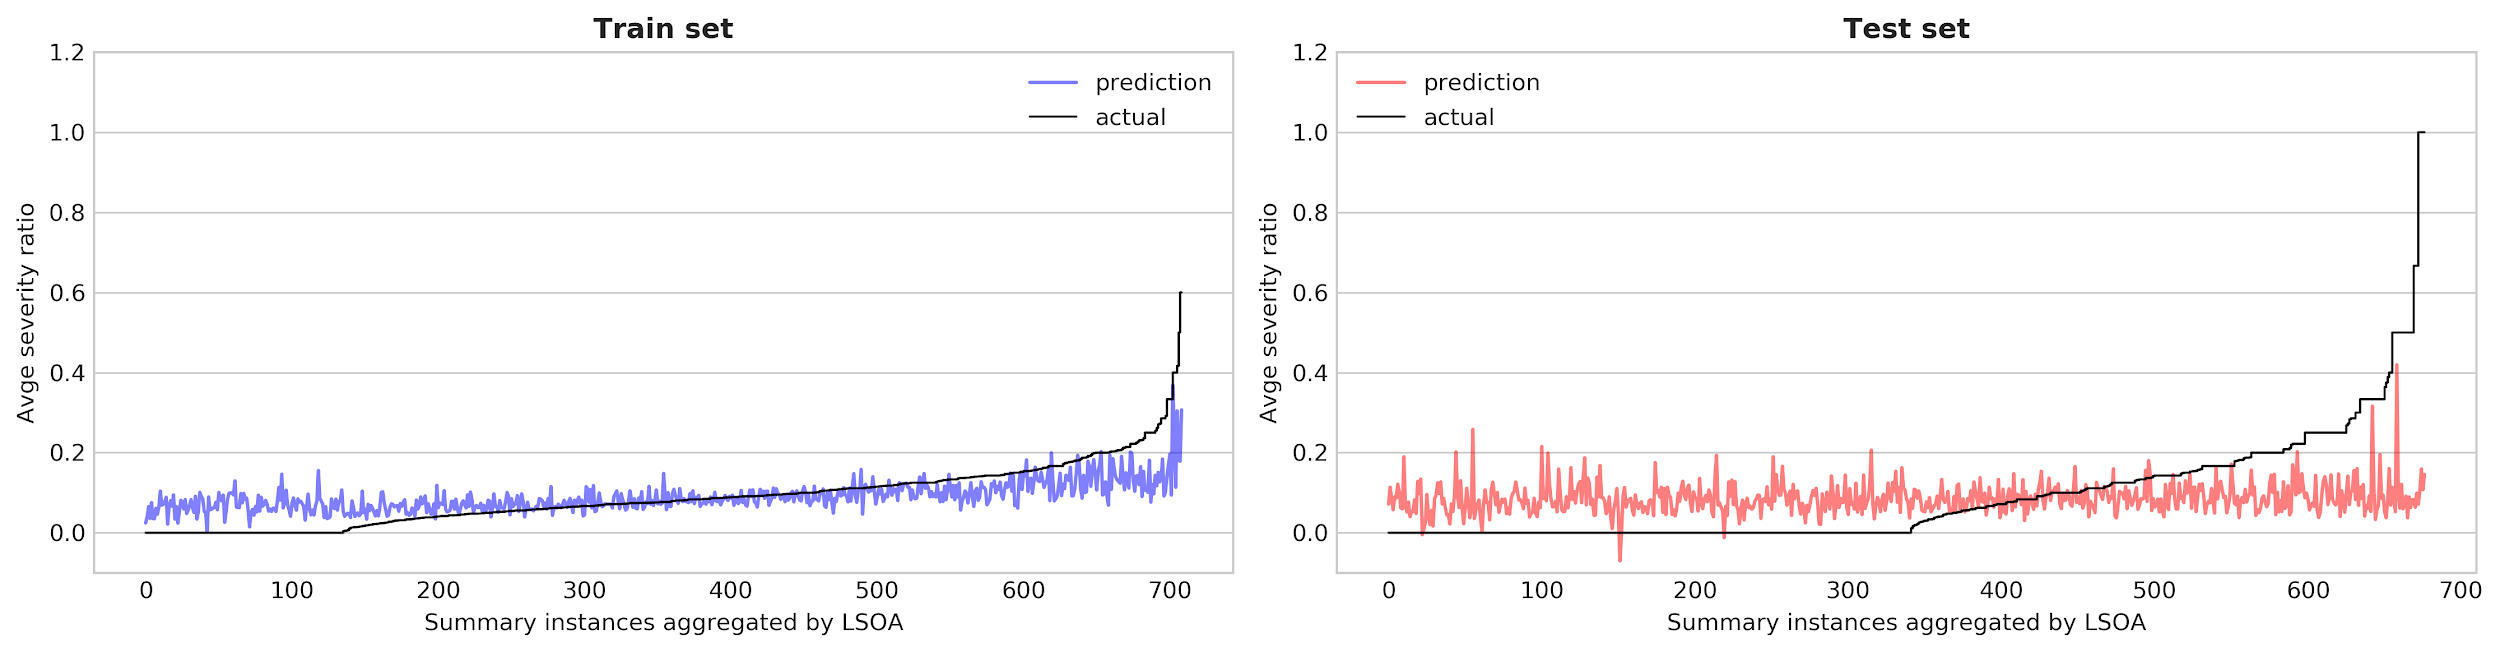 Train set
1.2
1.0
0.8
0.6
0.4
0.2
0.0
Avge severity ratio
prediction
actual
0 100 200 300 400 500 600 700
Summary instances aggregated by LSOA
Test set
1.2
1.0
0.8
0.6
0.4
0.2
0.0
Avge severity ratio
prediction
actual
0 100 200 300 400 500 600 700
Summary instances aggregated by LSOA